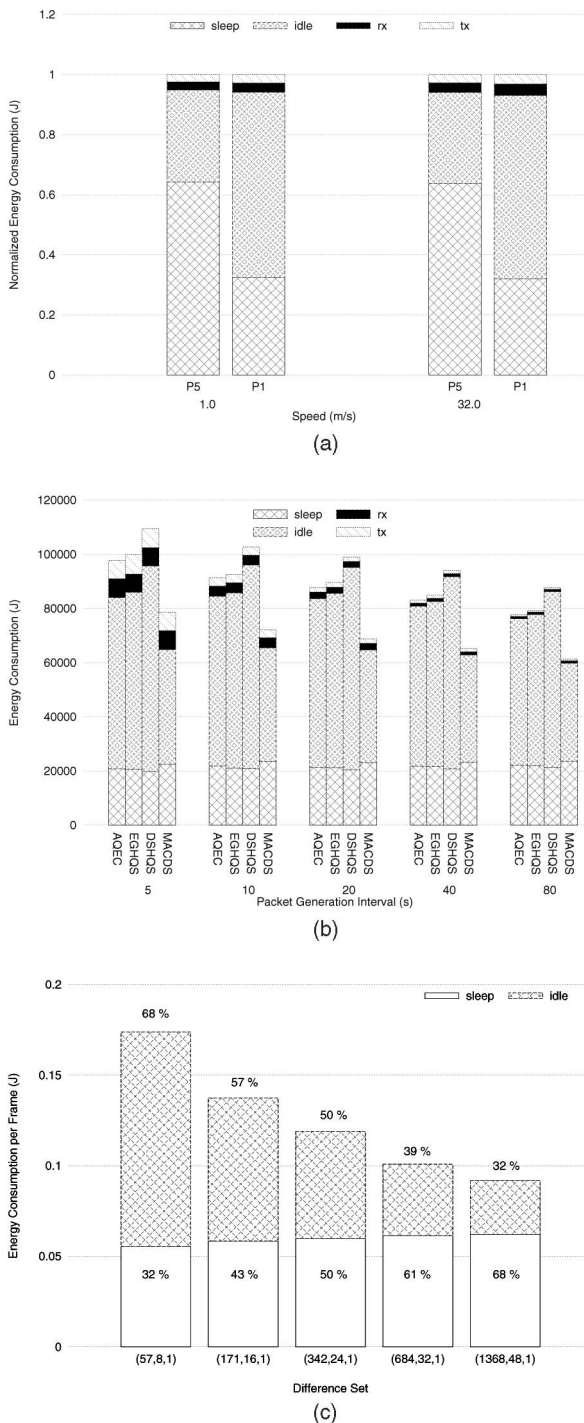 1.2
sleep idle rx tx
1
0.8
0.6
0.4
0.2
0
Normalized Energy Consumption (J)
P5 P1 P5 P1
1.0 32.0
Speed (m/s)
(a)
120000
sleep rx
idle tx
100000
80000
60000
40000
20000
0
Energy Consumption (J)
AQEC EGHQS DSHQS MACDS AQEC EGHQS DSHQS MACDS AQEC EGHQS DSHQS MACDS AQEC EGHQS DSHQS MACDS AQEC EGHQS DSHQS MACDS
5 10 20 40 80
Packet Generation Interval (s)
(b)
0.2
sleep idle
68 %
57 %
0.15
50 %
39 %
32 %
0.1
0.05
32 % 43 % 50 % 61 % 68 %
0
Energy Consumption per Frame (J)
(57,8,1) (171,16,1) (342,24,1) (684,32,1) (1368,48,1)
Difference Set
(c)